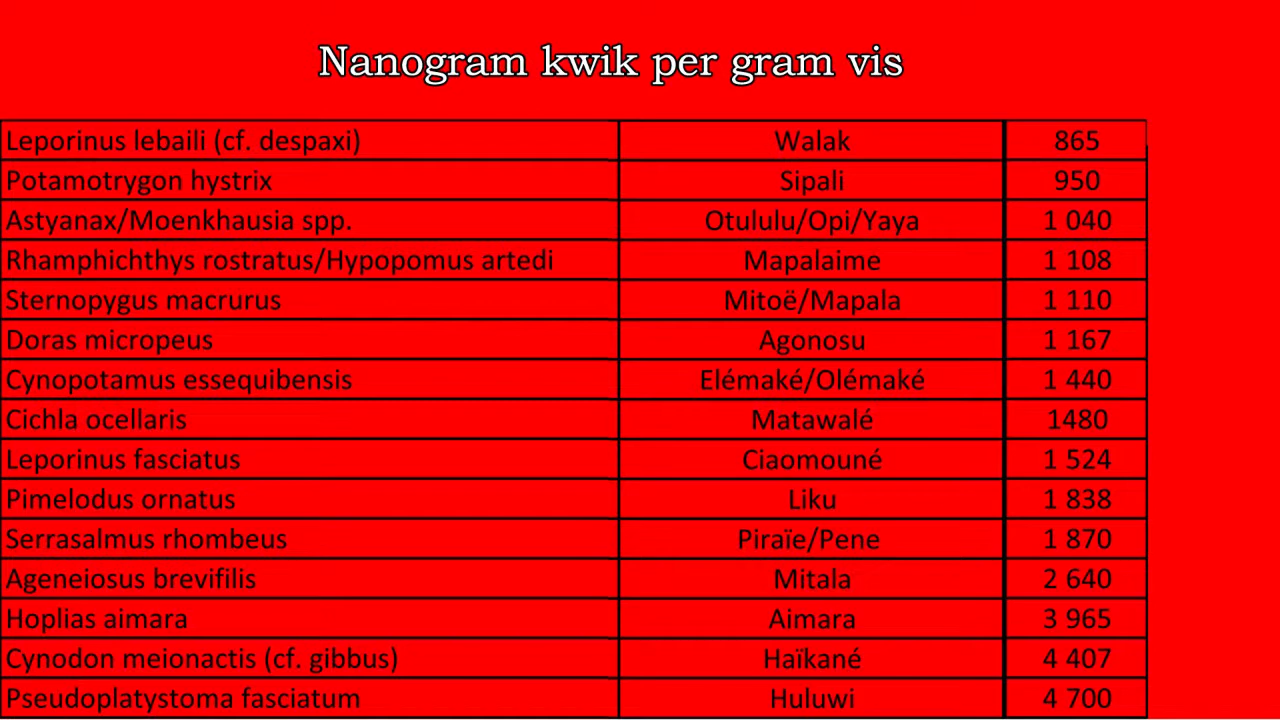 Nanogram kwik per gram vis
Leporinus lebaili (cf. despaxi) Walak 865
Potamotrygon hystrix Sipali 950
Astyanax/Moenkhausia spp. Otululu/Opi/Yaya 1 040
Rhamphichthys rostratus/Hypopomus artedi Mapalaime 1 108
Sternopygus macrurus Mitoë/Mapala 1 110
Doras micropeus Agonosu 1 167
Cynopotamus essequibensis Elémaké/Olémaké 1 440
Cichla ocellaris Matawalé 1480
Leporinus fasciatus Ciaomouné 1 524
Pimelodus ornatus Liku 1 838
Serrasalmus rhombeus Piraïe/Pene 1 870
Ageneiosus brevifilis Mitala 2 640
Hoplias aimara Aimara 3 965
Cynodon meionactis (cf. gibbus) Haïkané 4 407
Pseudoplatystoma fasciatum Huluwi 4 700